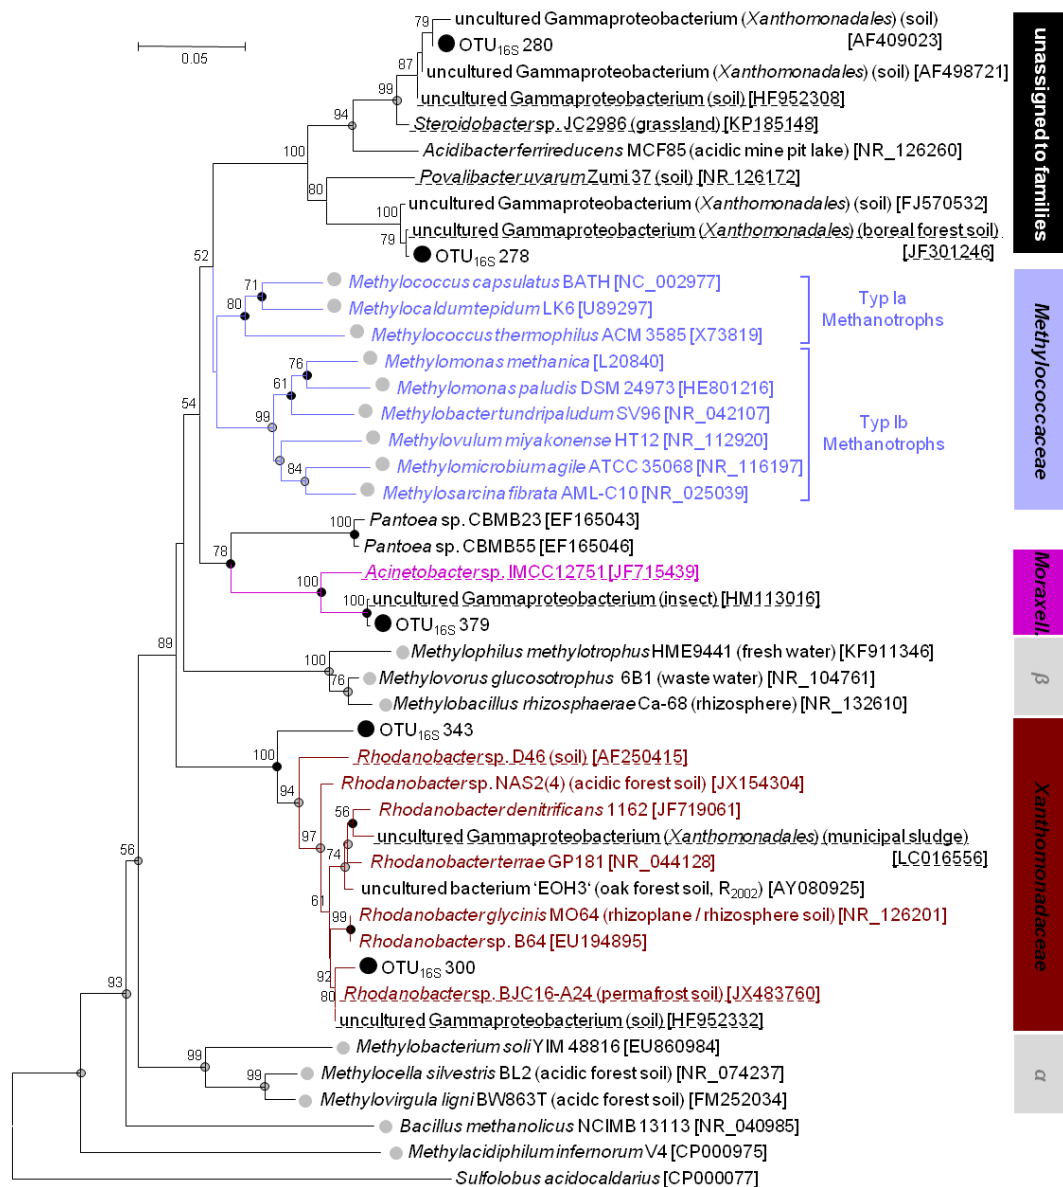 79
uncultured Gammaproteobacterium (Xanthomonadales) (soil)
[AF409023]
OTU16S 280
0.05
87
uncultured Gammaproteobacterium (Xanthomonadales) (soil) [AF498721]
99
uncultured Gammaproteobacterium (soil) [HF952308]
94
Steroidobacter sp. JC2986 (grassland) [KP185148]
100
Acidibacter ferrireducens MCF85 (acidic mine pit lake) [NR_126260]
80
Povalibacter uvarum Zumi 37 (soil) [NR 126172]
100
uncultured Gammaproteobacterium (Xanthomonadales) (soil) [FJ570532]
uncultured Gammaproteobacterium (Xanthomonadales) (boreal forest soil)
[JF301246]
79
OTU16S 278
unassigned to families
52
71
Methylococcus capsulatus BATH [NC_002977]
80
Methylocaldum tepidum LK6 [U89297]
Methylococcus thermophilus ACM 3585 [X73819]
Typ Ia
Methanotrophs
76
Methylomonas methanica [L20840]
61
Methylomonas paludis DSM 24973 [HE801216]
54
99
Methylobacter tundripaludum SV96 [NR_042107]
Methylovulum miyakonense HT12 [NR_112920]
84
Methylomicrobium agile ATCC 35068 [NR_116197]
Methylosarcina fibrata AML-C10 [NR_025039]
Typ Ib
Methanotrophs
Methylococcaceae
100
Pantoea sp. CBMB23 [EF165043]
78
Pantoea sp. CBMB55 [EF165046]
100
Acinetobacter sp. IMCC12751 [JF715439]
100
uncultured Gammaproteobacterium (insect) [HM113016]
OTU16S 379
Moraxell.
89
100
Methylophilus methylotrophus HME9441 (fresh water) [KF911346]
76
Methylovorus glucosotrophus 6B1 (waste water) [NR_104761]
Methylobacillus rhizosphaerae Ca-68 (rhizosphere) [NR_132610]
β
100
OTU16S 343
94
Rhodanobacter sp. D46 (soil) [AF250415]
97
Rhodanobacter sp. NAS2(4) (acidic forest soil) [JX154304]
56
56
Rhodanobacter denitrificans 1162 [JF719061]
uncultured Gammaproteobacterium (Xanthomonadales) (municipal sludge)
[LC016556]
74
Rhodanobacter terrae GP181 [NR_044128]
61
uncultured bacterium 'EOH3' (oak forest soil, R2002) [AY080925]
99
Rhodanobacter glycinis MO64 (rhizoplane / rhizosphere soil) [NR_126201]
Rhodanobacter sp. B64 [EU194895]
92
OTU16S 300
80
Rhodanobacter sp. BJC16-A24 (permafrost soil) [JX483760]
uncultured Gammaproteobacterium (soil) [HF952332]
Xanthomonadaceae
93
99
Methylobacterium soli YIM 48816 [EU860984]
99
Methylocella silvestris BL2 (acidic forest soil) [NR_074237]
Methylovirgula ligni BW863T (acidc forest soil) [FM252034]
α
Bacillus methanolicus NCIMB 13113 [NR_040985]
Methylacidiphilum infernorum V4 [CP000975]
Sulfolobus acidocaldarius [CP000077]